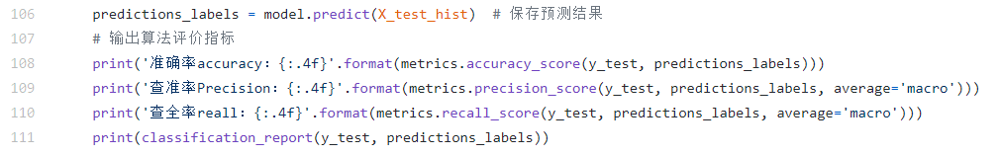 106 predictions_labels = model.predict(X_test_hist)  # 保存预测结果
107 # 输出算法评价指标
108 print('准确率accuracy：{:.4f}'.format(metrics.accuracy_score(y_test, predictions_labels)))
109 print('查准率Precision：{:.4f}'.format(metrics.precision_score(y_test, predictions_labels, average='macro')))
110 print('查全率reall：{:.4f}'.format(metrics.recall_score(y_test, predictions_labels, average='macro')))
111 print(classification_report(y_test, predictions_labels))